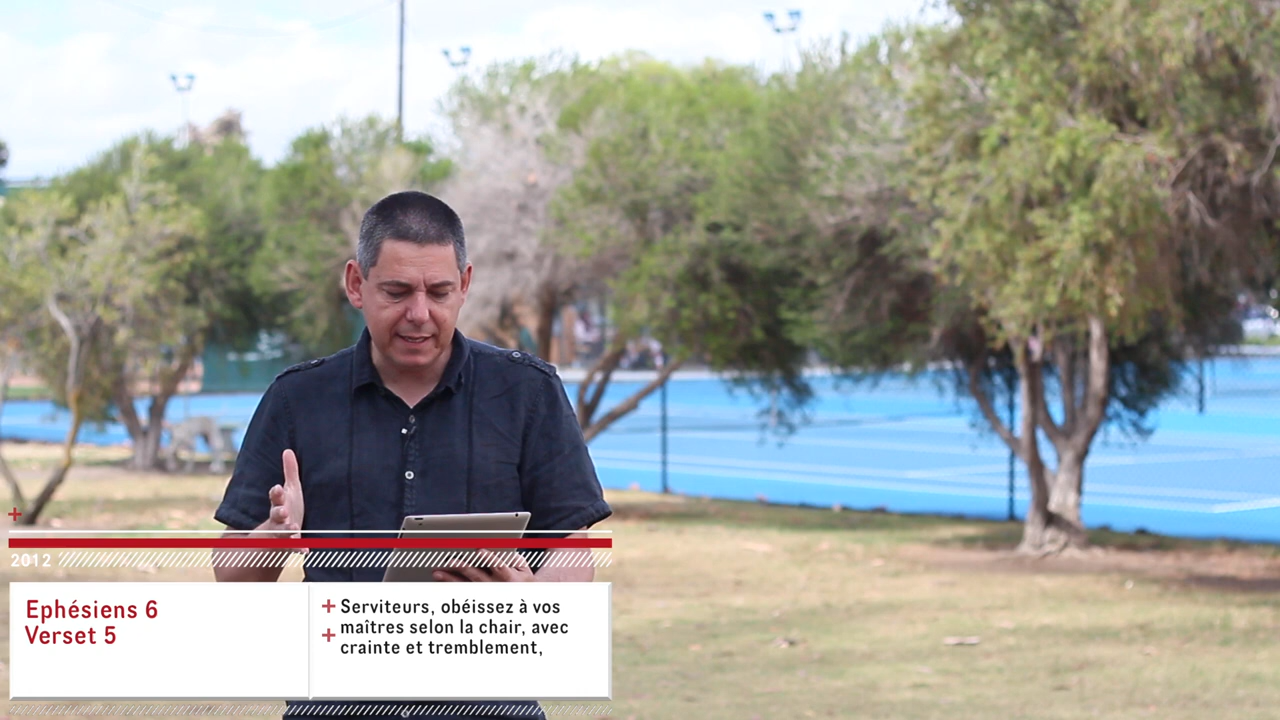 2012
Ephésiens 6
Verset 5
Serviteurs, obéissez à vos
maîtres selon la chair, avec
crainte et tremblement,